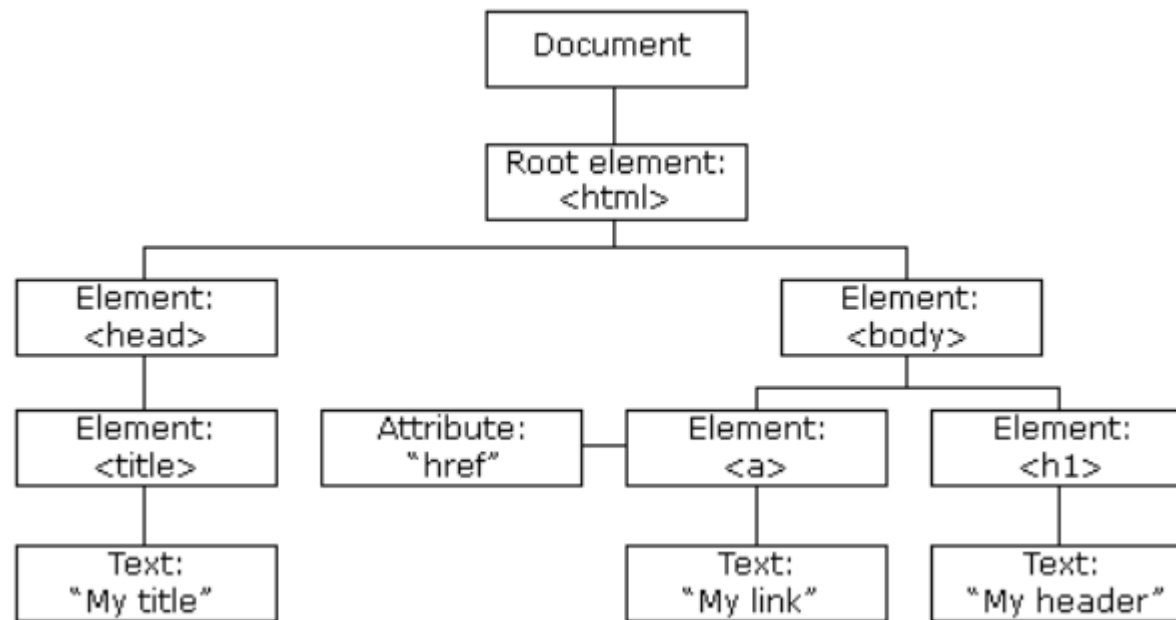 Document
Root element:
<html>
Element:
<head>
Element:
<body>
Element:
<title>
Attribute:
“href”
Element:
<a>
Element:
<h1>
Text:
“My title”
Text:
“My link”
Text:
“My header”